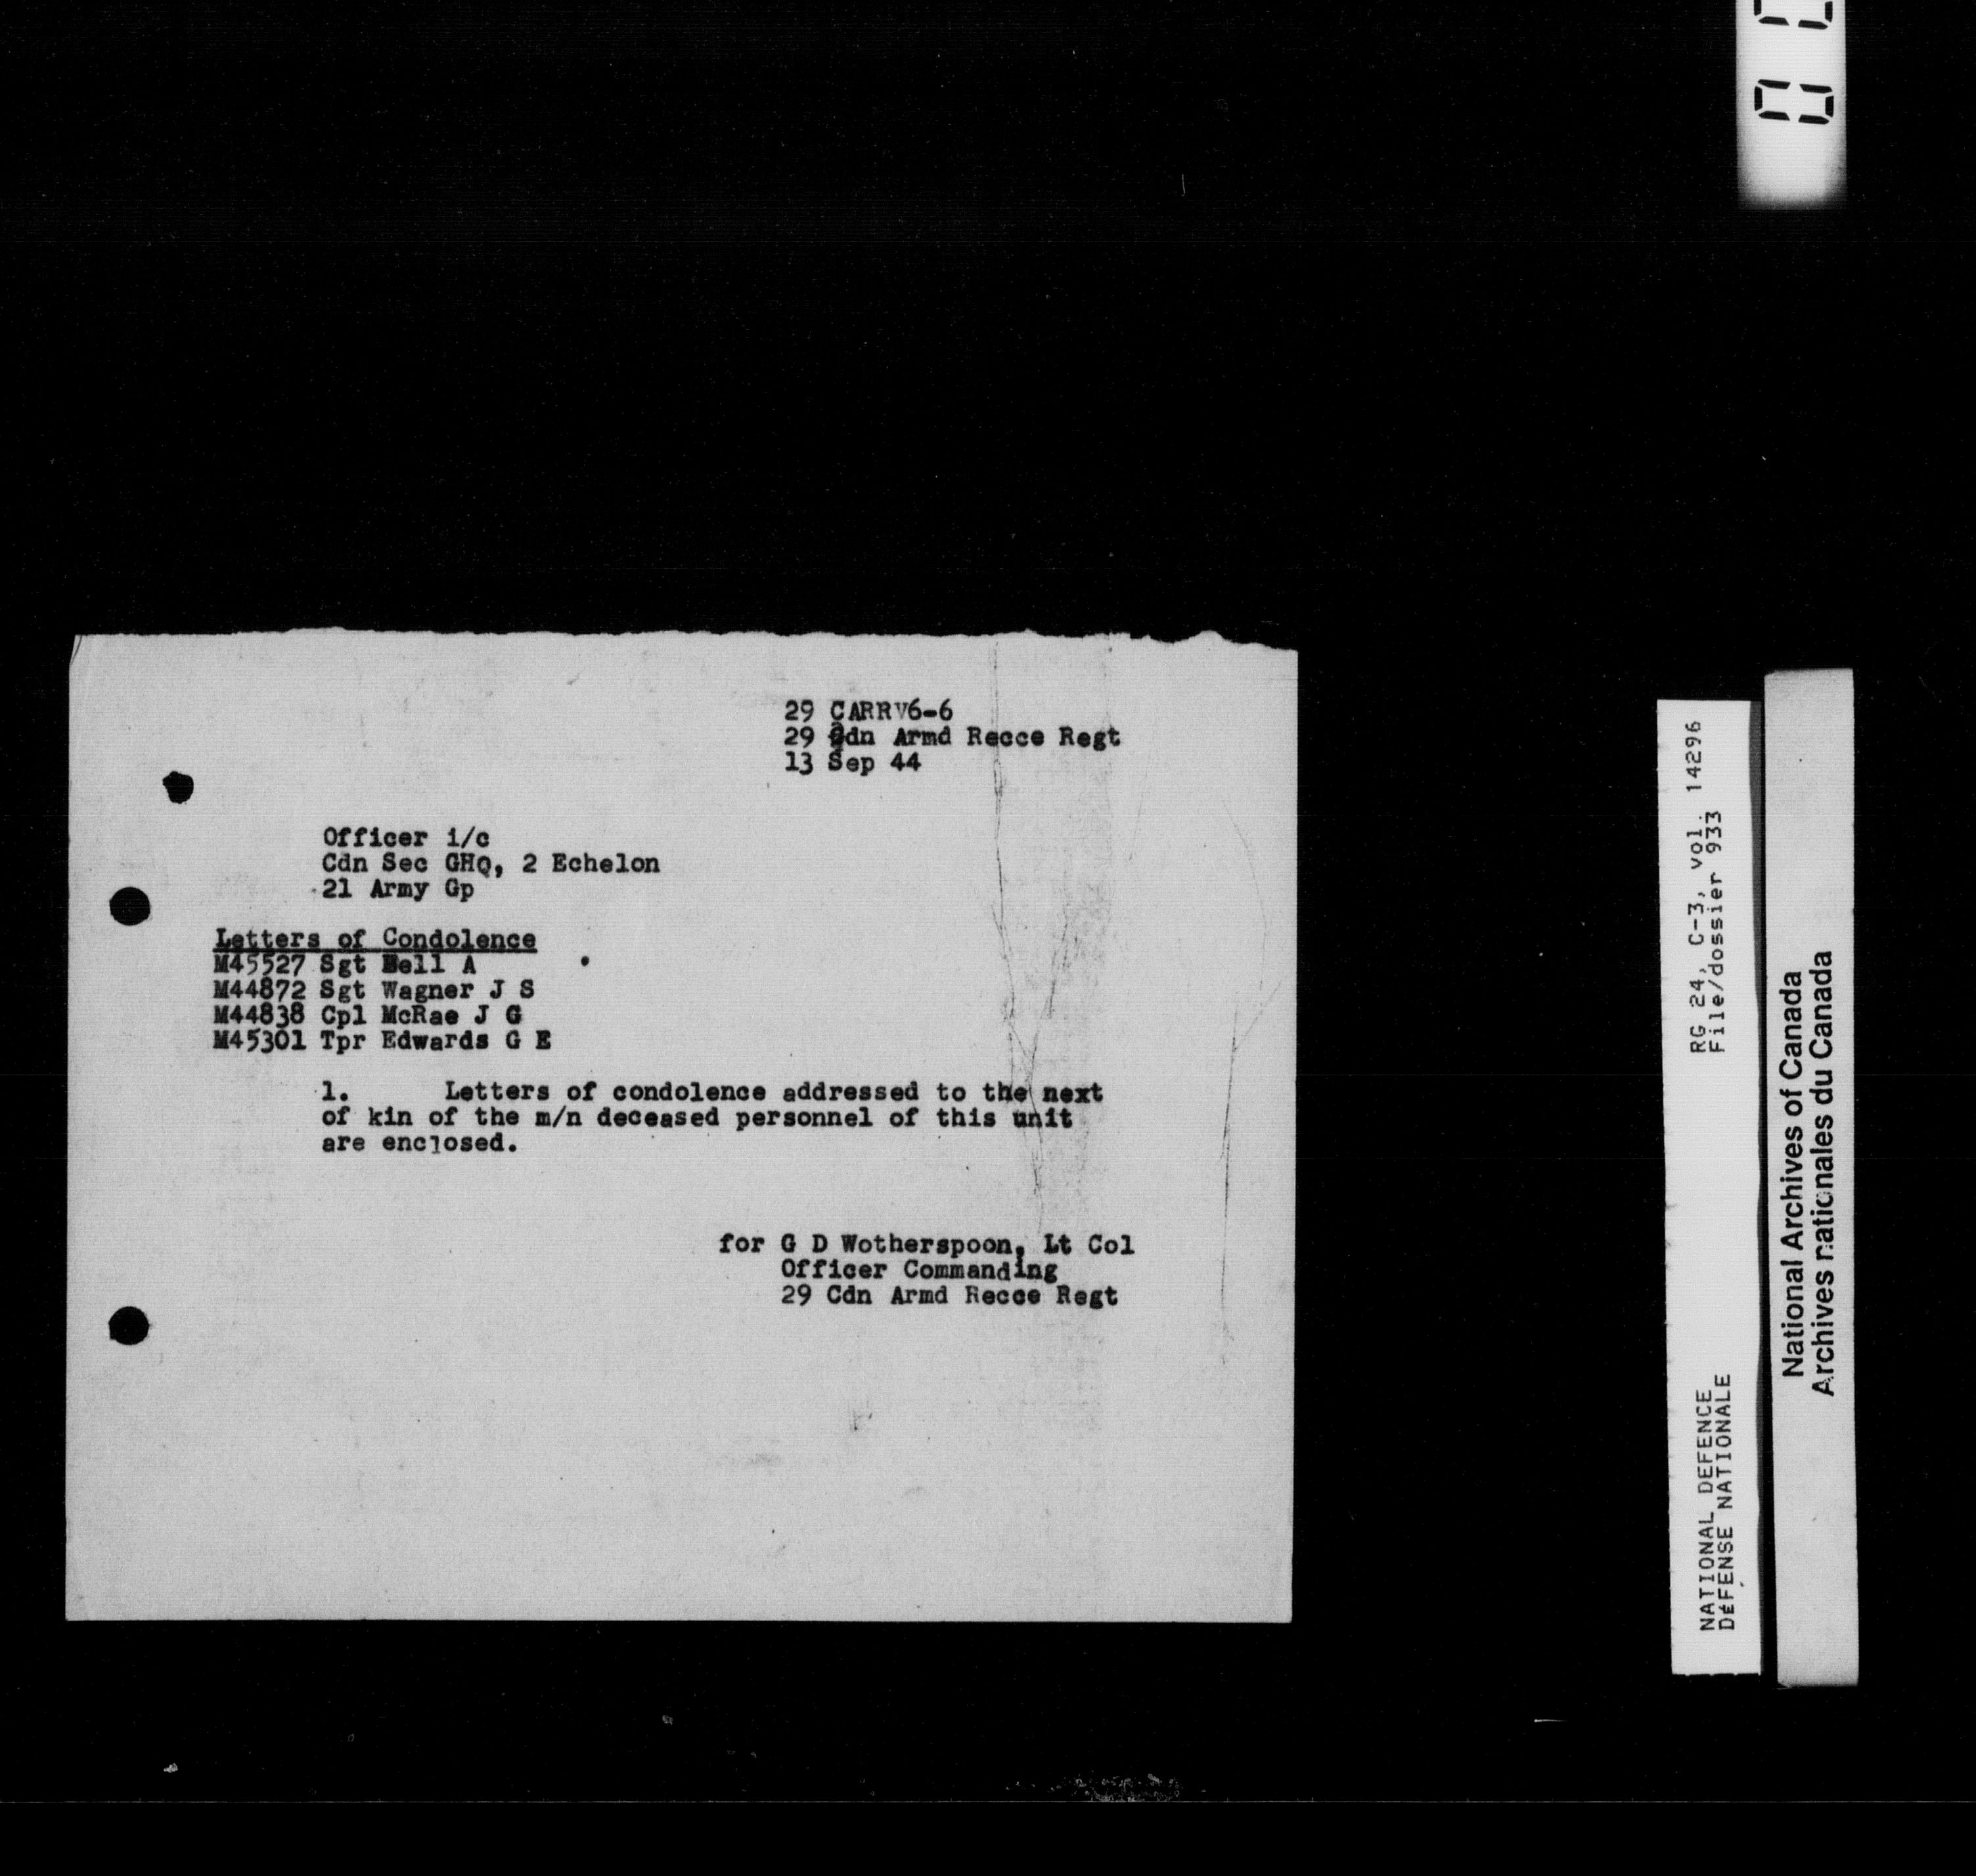 29 CARRV6-6
29 Cdn Armd Recce Regt
13 Sep 44
Officer i/c
Cdn Sec GHQ, 2 Echelon
21 Army Gp
Letters of Condolence
M45527 Sgt Bell A
M44872 Sgt Wagner J S
M44838 Cpl McRae J G
M45301 Tpr Edwards G E
1. Letters of condolence addressed to the next
of kin of the m/n deceased personnel of this unit
are enclosed.
for G D Wotherspoon, Lt Col
Officer Commanding
29 Cdn Armd Recce Regt
NATIONAL DEFENCE RG 24, C-3, vol. 14296
DÉFENSE NATIONALE File/dossier 933
National Archives of Canada
Archives nationales du Canada